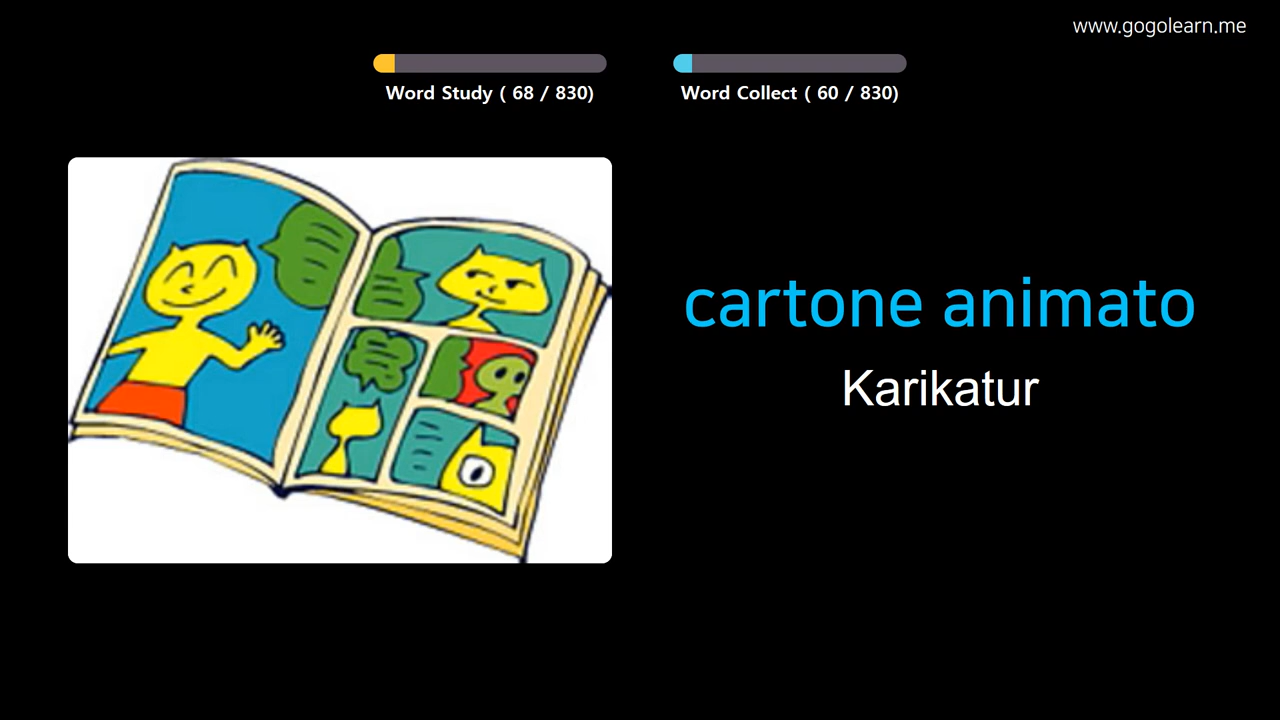 www.gogolearn.me
Word Study ( 68 / 830)
Word Collect ( 60 / 830)
cartone animato
Karikatur